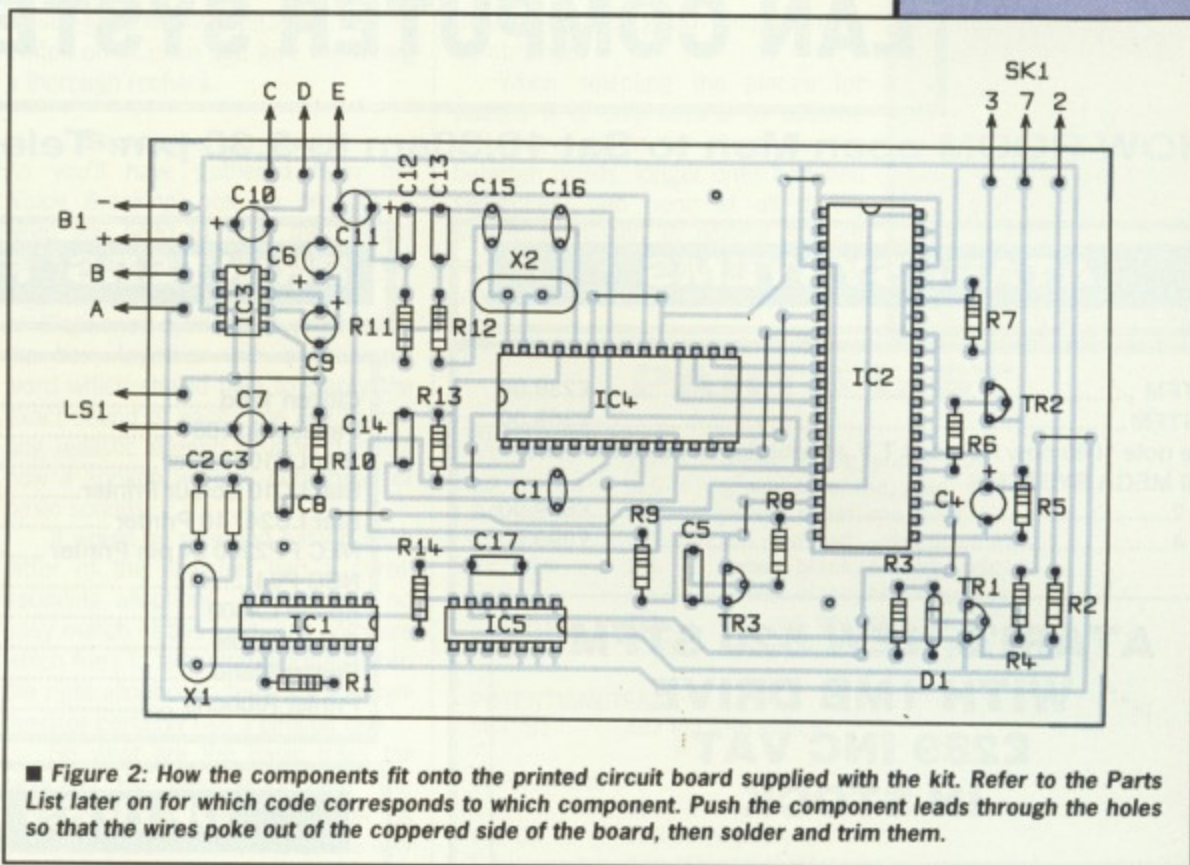 SK1
C D E
3 7 2
B1
-
+
B
A
LS1
C10
C11
C12
C13
C15
C16
C6
X2
IC3
R11
R12
R7
C9
IC2
C7
IC4
TR2
C14
R13
R6
C2
C3
R10
C1
C4
R5
C8
R8
R9
C5
R14
C17
R3
TR1
R2
IC1
IC5
TR3
R4
D1
X1
R1
■ Figure 2: How the components fit onto the printed circuit board supplied with the kit. Refer to the Parts
List later on for which code corresponds to which component. Push the component leads through the holes
so that the wires poke out of the coppered side of the board, then solder and trim them.